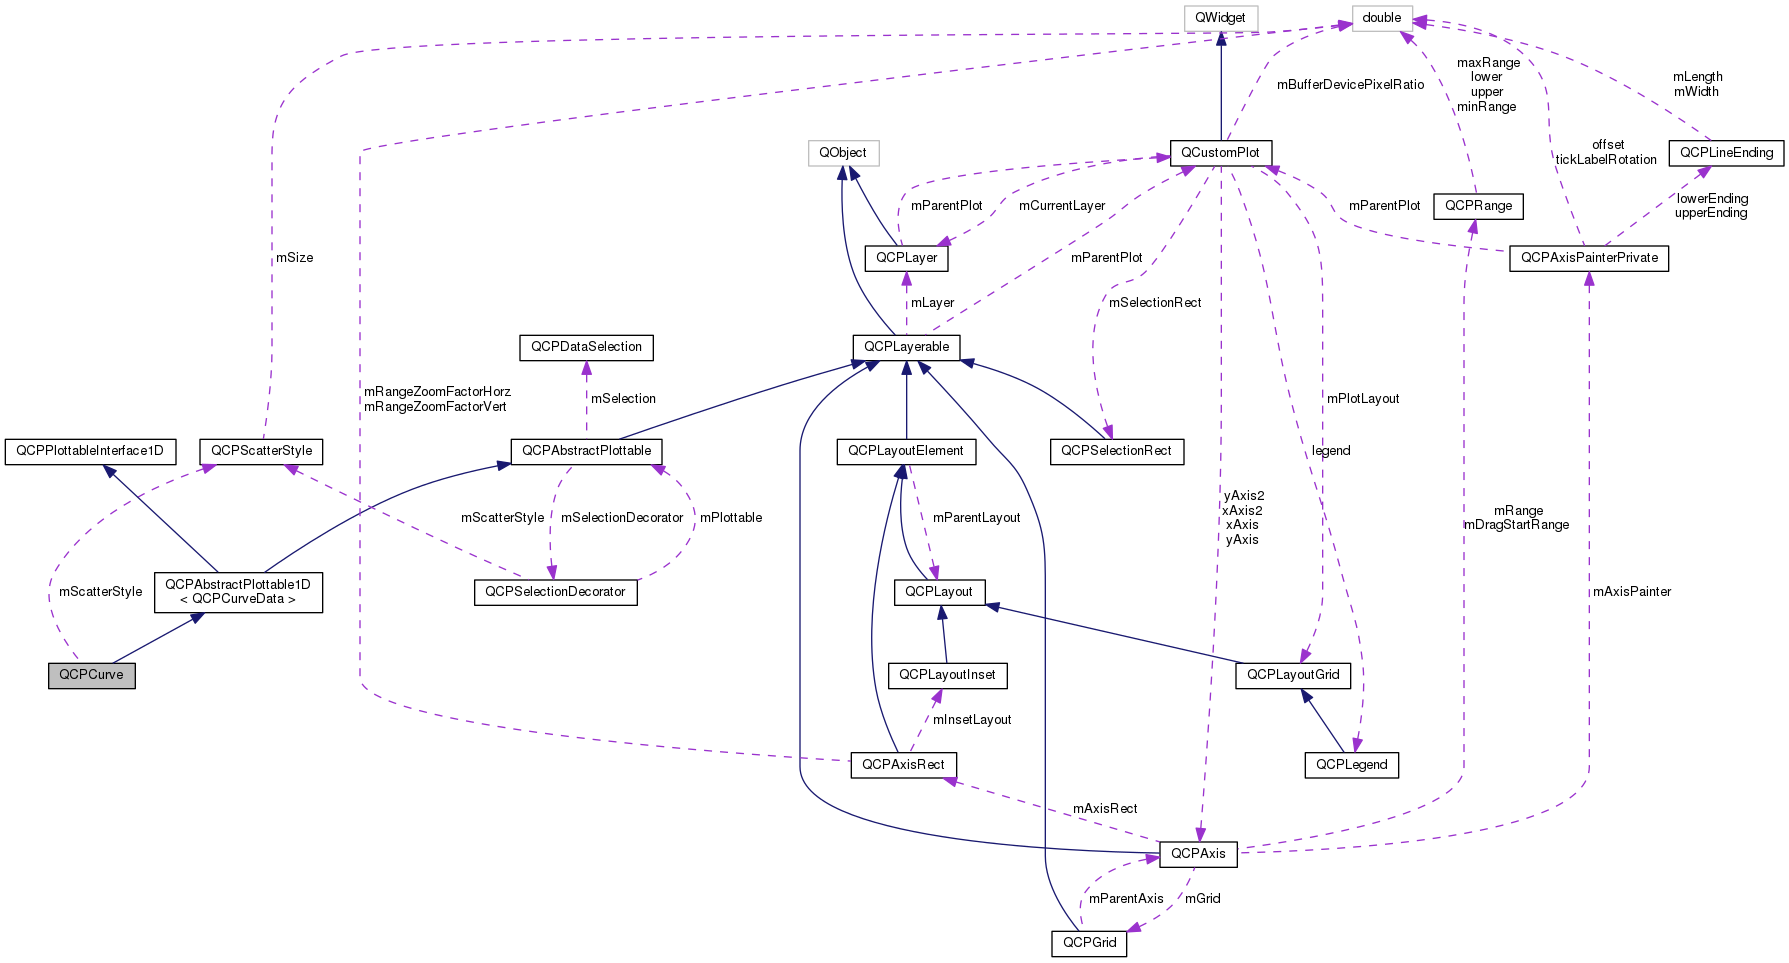 QWidget
double
maxRange
lower
upper
minRange
mBufferDevicePixelRatio
mLength
mWidth
QObject
QCustomPlot
offset
tickLabelRotation
QCPLineEnding
mParentPlot
mCurrentLayer
mParentPlot
QCPRange
lowerEnding
upperEnding
mSize
QCPLayer
mParentPlot
QCPAxisPainterPrivate
mLayer
mSelectionRect
QCPDataSelection
QCPLayerable
mRangeZoomFactorHorz
mRangeZoomFactorVert
mSelection
mPlotLayout
QCPPlottableInterface1D
QCPScatterStyle
QCPAbstractPlottable
QCPLayoutElement
QCPSelectionRect
legend
mScatterStyle
mSelectionDecorator
mPlottable
mParentLayout
yAxis2
xAxis2
xAxis
yAxis
mRange
mDragStartRange
mScatterStyle
QCPAbstractPlottable1D
< QCPCurveData >
QCPSelectionDecorator
QCPLayout
mAxisPainter
QCPCurve
QCPLayoutInset
QCPLayoutGrid
mInsetLayout
QCPAxisRect
QCPLegend
mAxisRect
QCPAxis
mParentAxis
mGrid
QCPGrid